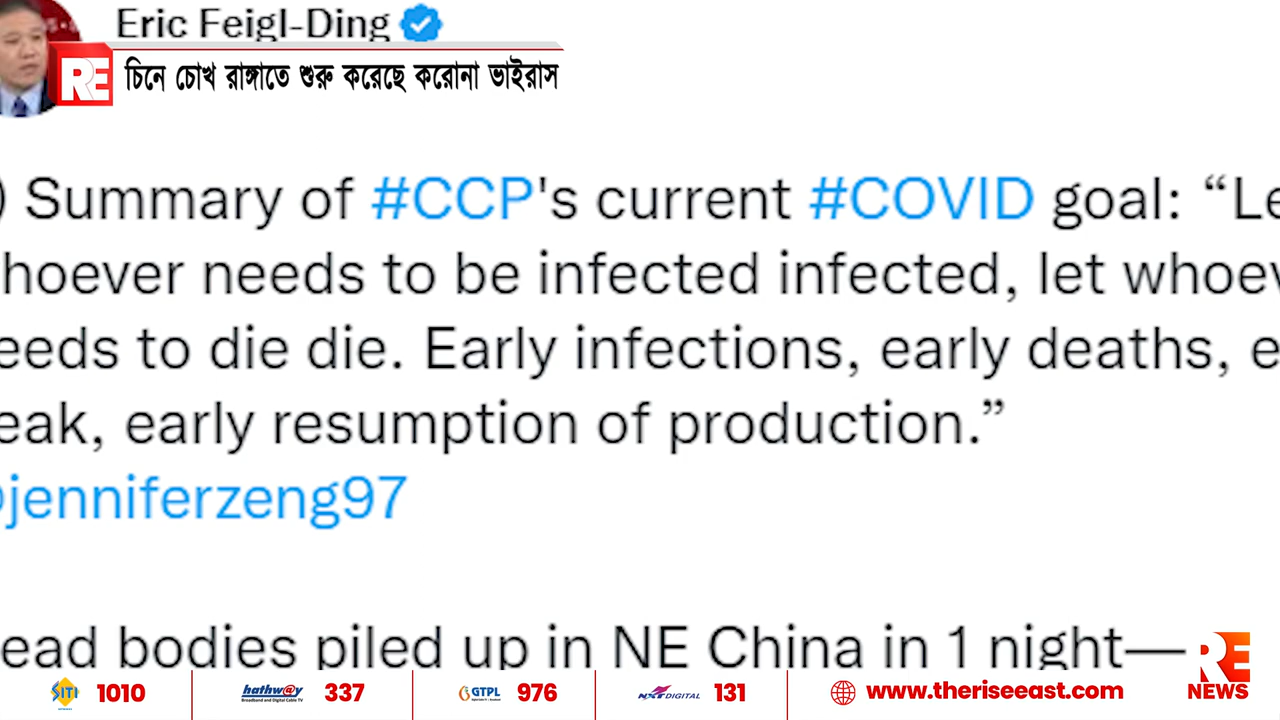 Eric Feigl-Ding
RE চিনে চোখ রাঙ্গাতে শুরু করেছে করোনা ভাইরাস
) Summary of #CCP's current #COVID goal: “Le
hoever needs to be infected infected, let whoev
eeds to die die. Early infections, early deaths, e
eak, early resumption of production.”
@jenniferzeng97
ead bodies piled up in NE China in 1 night—
RE NEWS
SITI 1010 hathw@y 337 GTPL 976 NXT DIGITAL 131 www.theriseeast.com